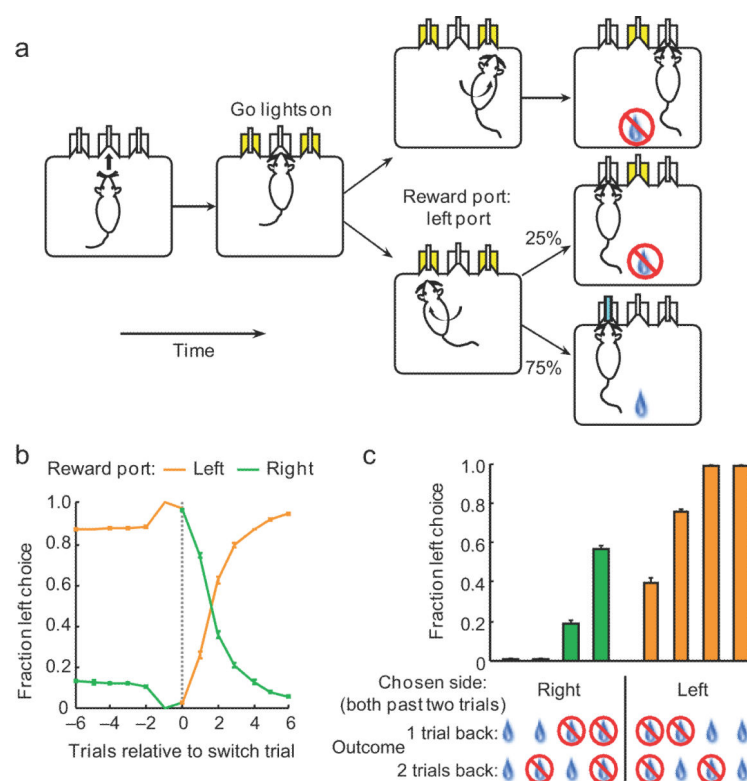 a
Go lights on
Reward port:
left port
25%
75%
Time
b
Reward port: Left Right
Fraction left choice
1.0
0.8
0.6
0.4
0.2
0
−6 −4 −2 0 2 4 6
Trials relative to switch trial
c
Fraction left choice
1.0
0.8
0.6
0.4
0
Chosen side:
(both past two trials)
Right Left
1 trial back:
Outcome
2 trials back: